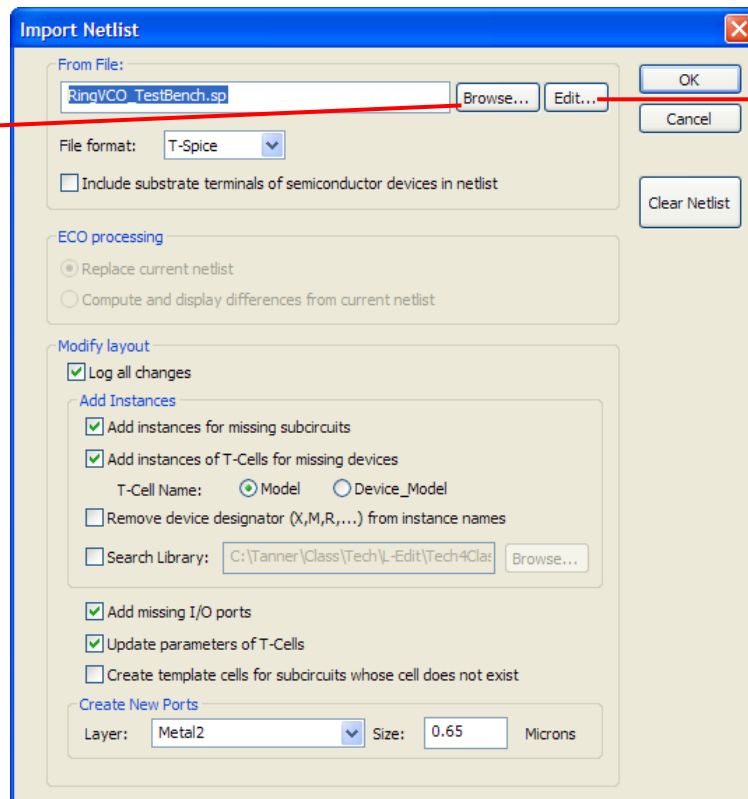 Import Netlist
From File:
RingVCO_TestBench.sp
Browse...
Edit...
OK
Cancel
Clear Netlist
File format:
T-Spice
Include substrate terminals of semiconductor devices in netlist
ECO processing
Replace current netlist
Compute and display differences from current netlist
Modify layout
Log all changes
Add Instances
Add instances for missing subcircuits
Add instances of T-Cells for missing devices
T-Cell Name:
Model
Device_Model
Remove device designator (X,M,R,...) from instance names
Search Library:
C:\Tanner\Class\Tech\L-Edit\Tech4Clas
Browse...
Add missing I/O ports
Update parameters of T-Cells
Create template cells for subcircuits whose cell does not exist
Create New Ports
Layer:
Metal2
Size:
0.65
Microns